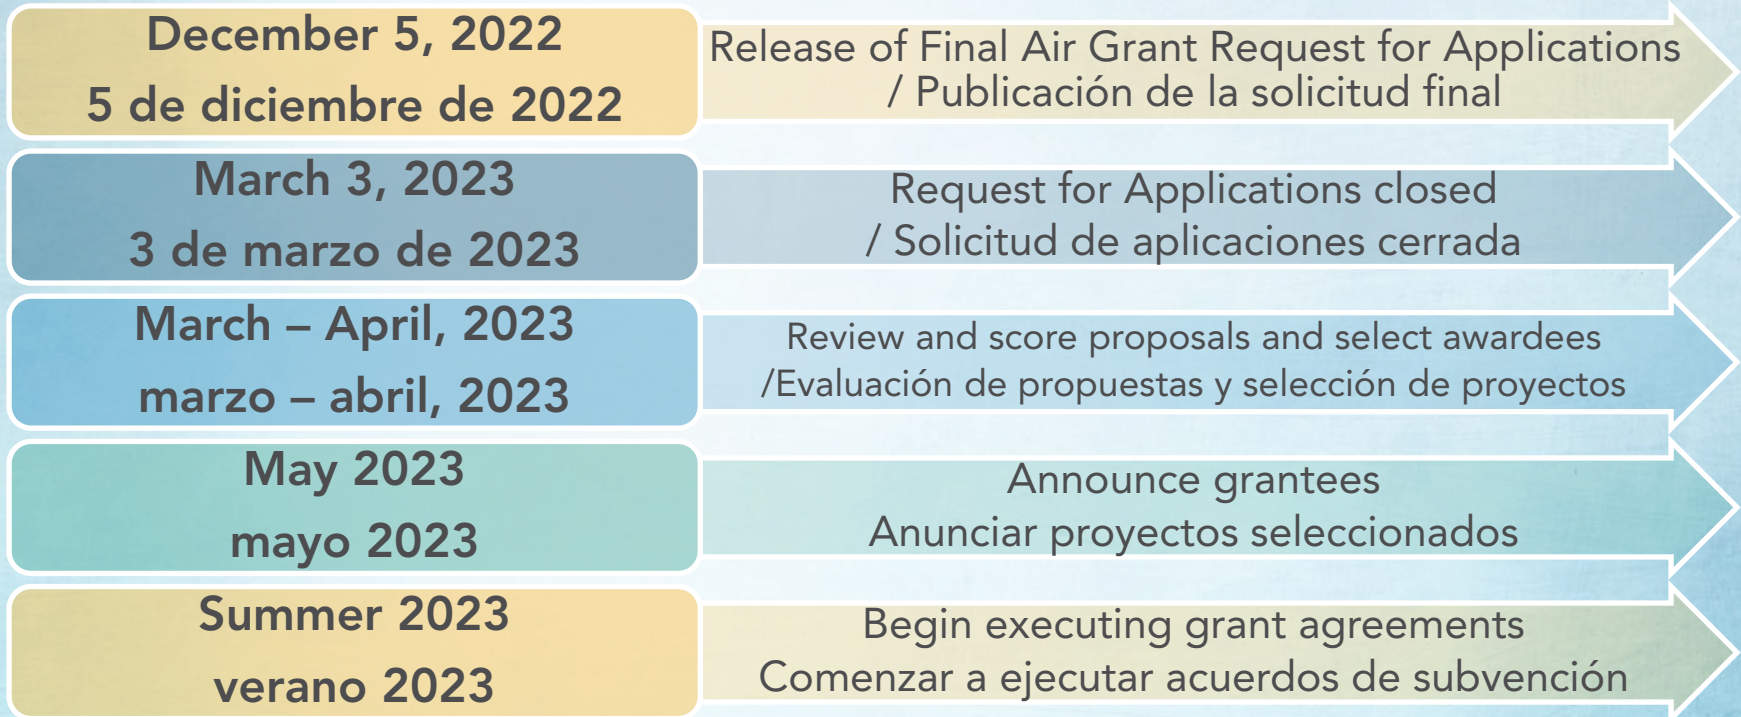 December 5, 2022
5 de diciembre de 2022
Release of Final Air Grant Request for Applications
/ Publicación de la solicitud final
March 3, 2023
3 de marzo de 2023
Request for Applications closed
/ Solicitud de aplicaciones cerrada
March – April, 2023
marzo – abril, 2023
Review and score proposals and select awardees
/Evaluación de propuestas y selección de proyectos
May 2023
mayo 2023
Announce grantees
Anunciar proyectos seleccionados
Summer 2023
verano 2023
Begin executing grant agreements
Comenzar a ejecutar acuerdos de subvención